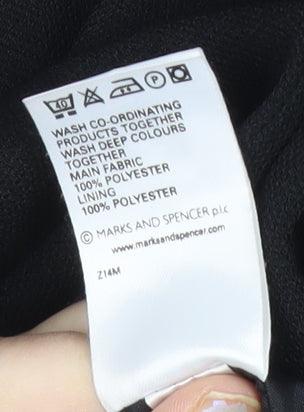 40 P
WASH CO-ORDINATING
PRODUCTS TOGETHER
WASH DEEP COLOURS
TOGETHER
MAIN FABRIC
100% POLYESTER
LINING
100% POLYESTER
© MARKS AND SPENCER p.l.c
www.marksandspencer.com
Z14M